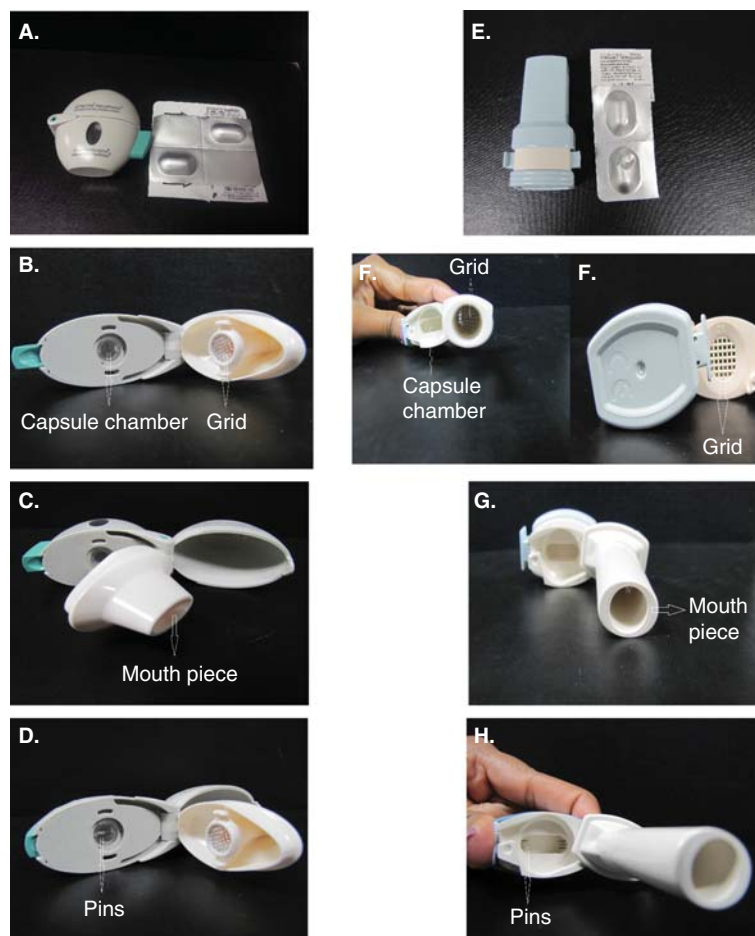 A.
E.
B.
Capsule chamber
Grid
F.
Grid
Capsule
chamber
F.
Grid
C.
Mouth piece
G.
Mouth
piece
D.
Pins
H.
Pins